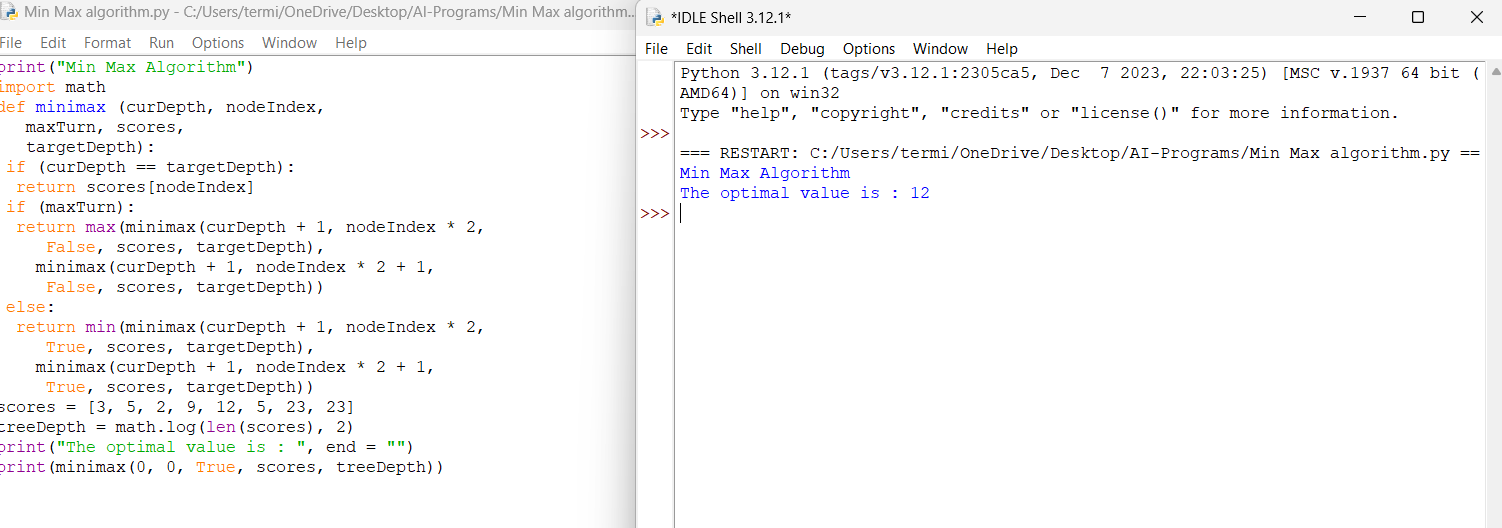 Min Max algorithm.py - C:/Users/termi/OneDrive/Desktop/AI-Programs/Min Max algorithm...
File Edit Format Run Options Window Help
print("Min Max Algorithm")
import math
def minimax (curDepth, nodeIndex,
maxTurn, scores,
targetDepth):
if (curDepth == targetDepth):
return scores[nodeIndex]
if (maxTurn):
return max(minimax(curDepth + 1, nodeIndex * 2,
False, scores, targetDepth),
minimax(curDepth + 1, nodeIndex * 2 + 1,
False, scores, targetDepth))
else:
return min(minimax(curDepth + 1, nodeIndex * 2,
True, scores, targetDepth),
minimax(curDepth + 1, nodeIndex * 2 + 1,
True, scores, targetDepth))
scores = [3, 5, 2, 9, 12, 5, 23, 23]
treeDepth = math.log(len(scores), 2)
print("The optimal value is : ", end = "")
print(minimax(0, 0, True, scores, treeDepth))
*IDLE Shell 3.12.1*
File Edit Shell Debug Options Window Help
Python 3.12.1 (tags/v3.12.1:2305ca5, Dec  7 2023, 22:03:25) [MSC v.1937 64 bit (
AMD64)] on win32
Type "help", "copyright", "credits" or "license()" for more information.
>>>
=== RESTART: C:/Users/termi/OneDrive/Desktop/AI-Programs/Min Max algorithm.py ==
Min Max Algorithm
The optimal value is : 12
>>>